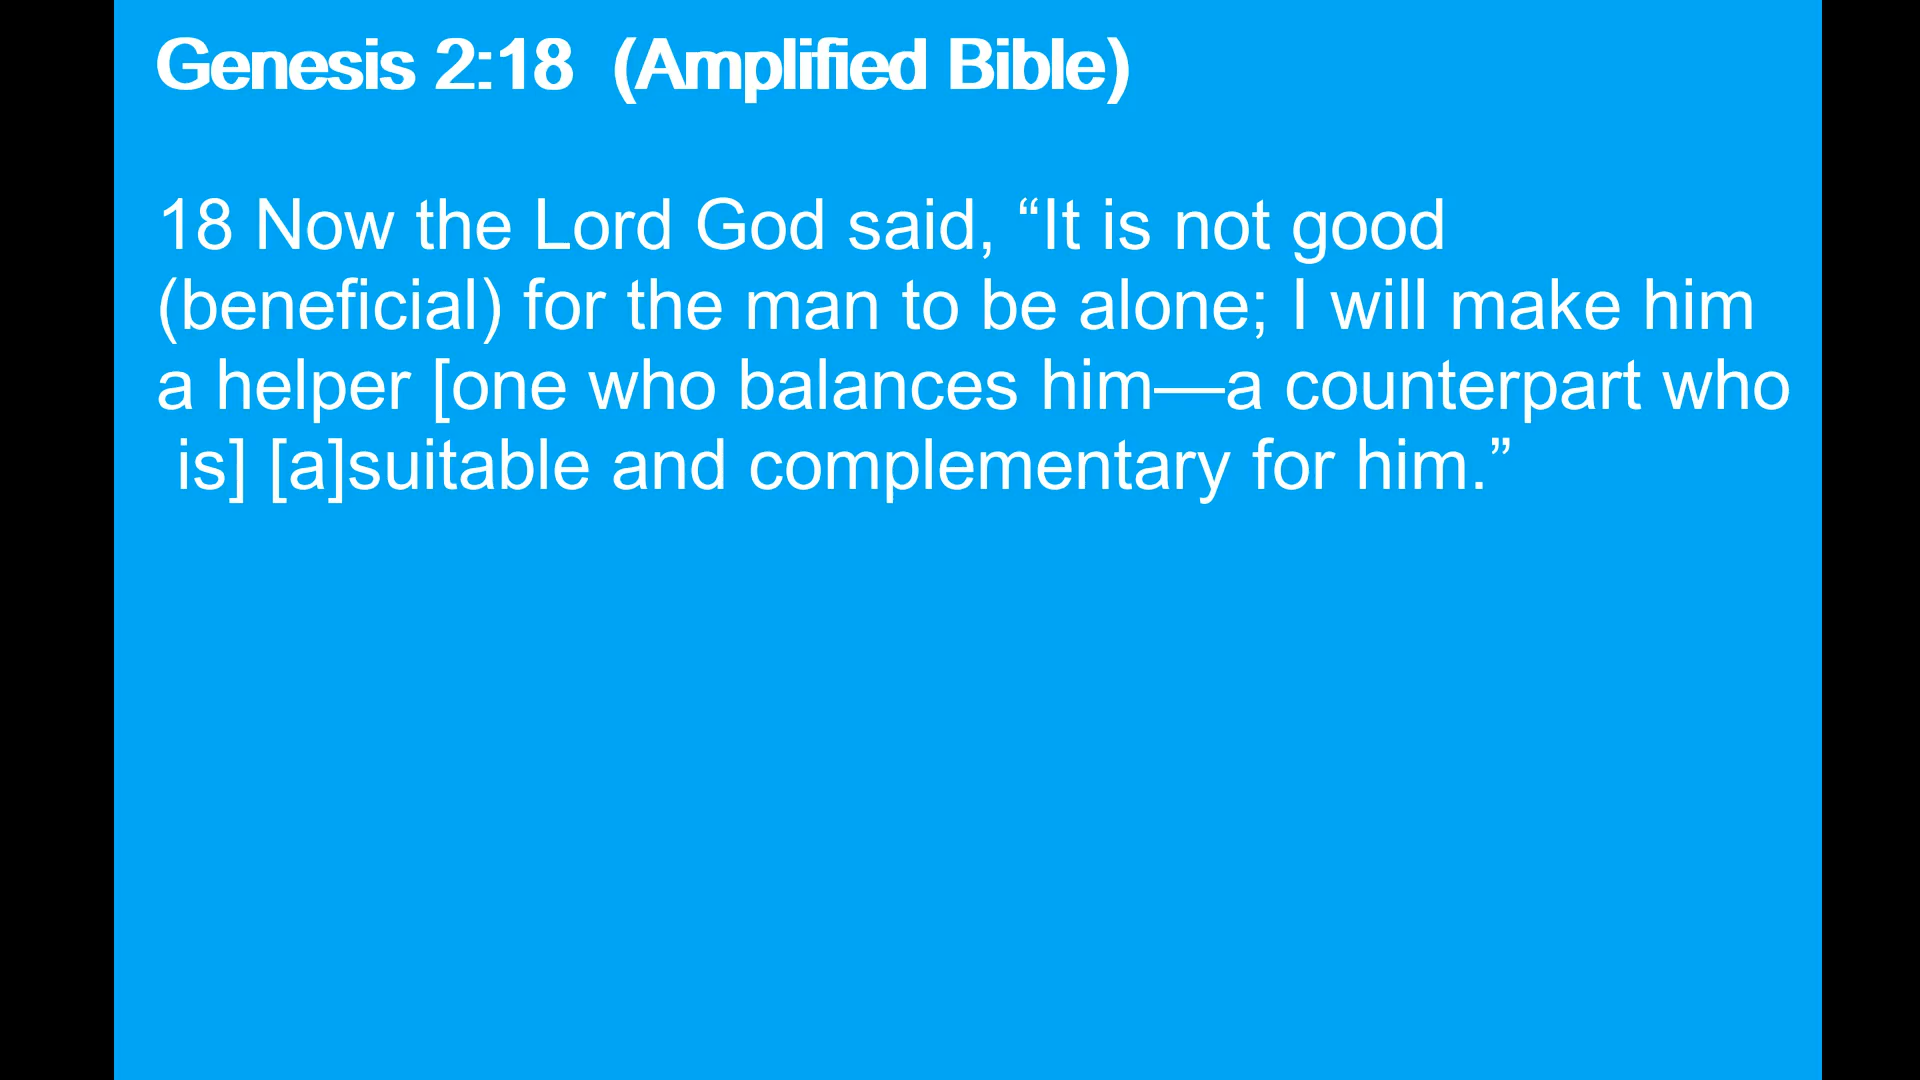 Genesis 2:18  (Amplified Bible)
18 Now the Lord God said, “It is not good
(beneficial) for the man to be alone; I will make him
a helper [one who balances him—a counterpart who
is] [a]suitable and complementary for him.”